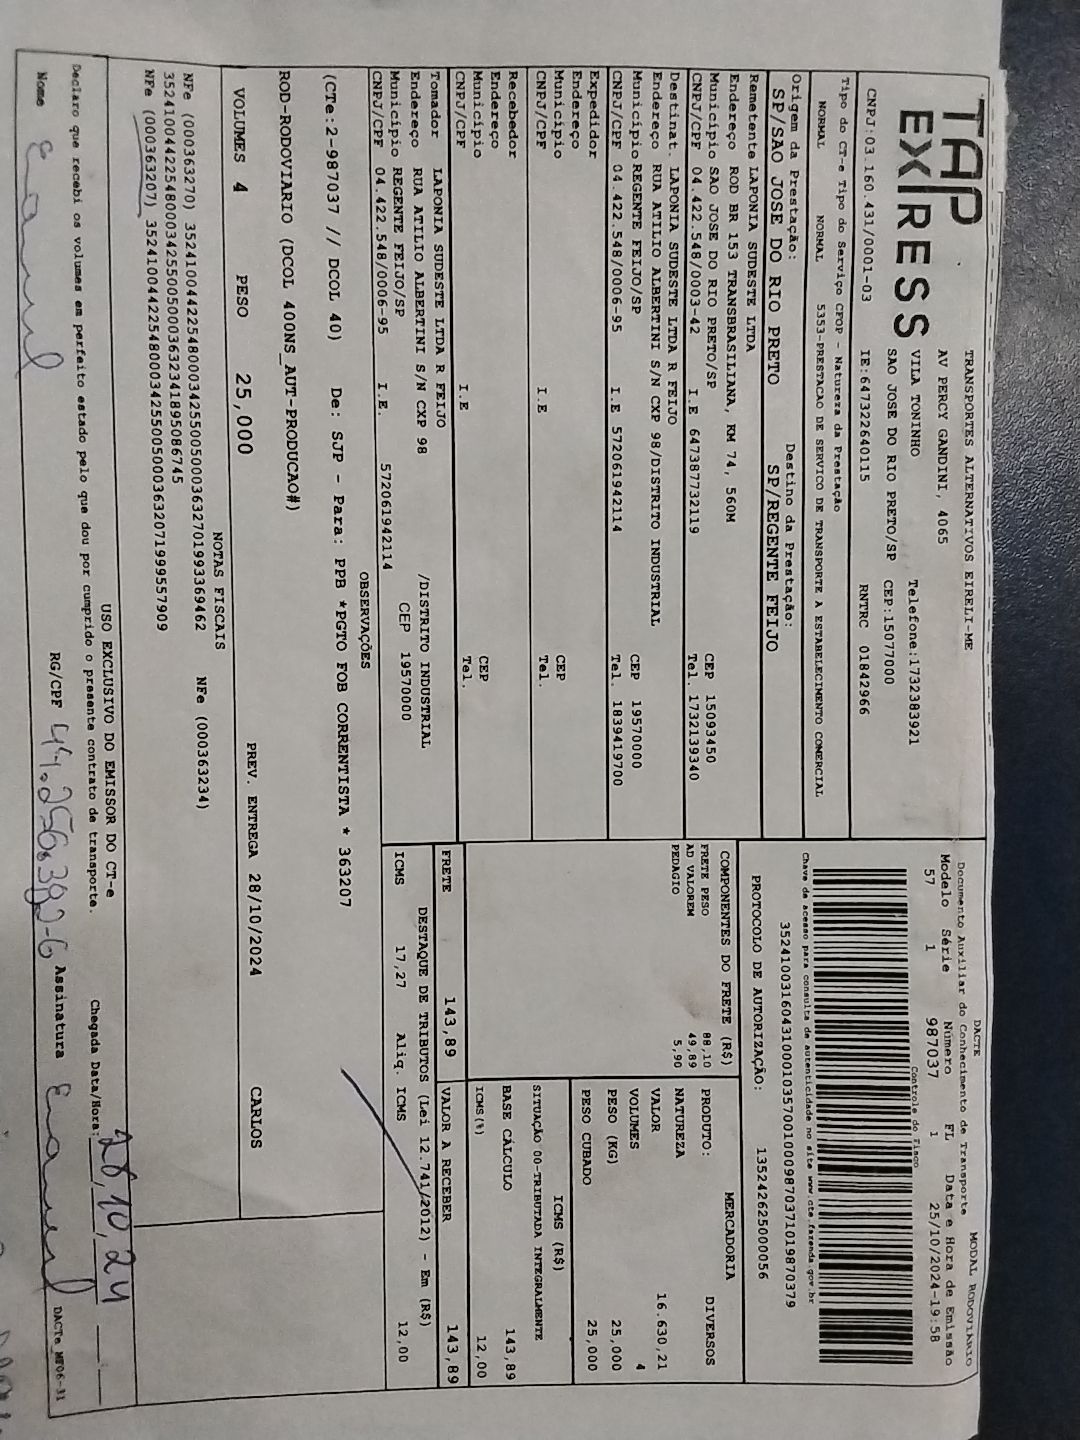 TAP
EXPRESS
TRANSPORTES ALTERNATIVOS EIRELI-ME
AV PERCY GANDINI, 4065
VILA TONINHO Telefone:1732383921
SAO JOSE DO RIO PRETO/SP CEP:15077000
CNPJ:03.160.431/0001-03 IE:647322640115 RNTRC 01842966
DACTE MODAL RODOVIÁRIO
Documento Auxiliar do Conhecimento de Transporte
Modelo Série Número FL Data e Hora de Emissão
57 1 987037 1 25/10/2024-19:58
Controle do Fisco
Chave de acesso para consulta de autenticidade no site www.cte.fazenda.gov.br
PROTOCOLO DE AUTORIZAÇÃO: 135242625000056
Tipo do CT-e Tipo do Serviço CFOP - Natureza da Prestação
NORMAL NORMAL 5353-PRESTACAO DE SERVICO DE TRANSPORTE A ESTABELECIMENTO COMERCIAL
Origem da Prestação: Destino da Prestação:
SP/SAO JOSE DO RIO PRETO SP/REGENTE FEIJO
Remetente LAPONIA SUDESTE LTDA
Endereço ROD BR 153 TRANSBRASILIANA, KM 74, 560M
Município SAO JOSE DO RIO PRETO/SP CEP 15093450
CNPJ/CPF 04.422.548/0003-42 I.E 647387732119 Tel. 1732139340
Destinat. LAPONIA SUDESTE LTDA R FEIJO
Endereço RUA ATILIO ALBERTINI S/N CXP 98/DISTRITO INDUSTRIAL
Município REGENTE FEIJO/SP CEP 19570000
CNPJ/CPF 04.422.548/0006-95 I.E 572061942114 Tel. 1839419700
Expedidor
Endereço
Município CEP
CNPJ/CPF I.E Tel.
Recebedor
Endereço
Município CEP
CNPJ/CPF I.E Tel.
Tomador LAPONIA SUDESTE LTDA R FEIJO
Endereço RUA ATILIO ALBERTINI S/N CXP 98 /DISTRITO INDUSTRIAL
Município REGENTE FEIJO/SP CEP 19570000
CNPJ/CPF 04.422.548/0006-95 I.E. 572061942114
COMPONENTES DO FRETE (R$)
FRETE PESO 88,10
AD VALOREM 49,89
PEDAGIO 5,90
MERCADORIA
PRODUTO: DIVERSOS
NATUREZA
VALOR 16.630,21
VOLUMES 4
PESO (KG) 25,000
PESO CUBADO 25,000
ICMS (R$)
SITUAÇÃO 00-TRIBUTADA INTEGRALMENTE
BASE CÁLCULO 143,89
ICMS(%) 12,00
FRETE 143,89 VALOR A RECEBER 143,89
DESTAQUE DE TRIBUTOS (Lei 12.741/2012) - Em (R$)
ICMS 17,27 Aliq. ICMS 12,00
OBSERVAÇÕES
(CTe:2-987037 // DCOL 40) De: SJP - Para: PPB *PGTO FOB CORRENTISTA * 363207
ROD-RODOVIARIO (DCOL 400NS_AUT-PRODUCAO#)
VOLUMES 4 PESO 25,000 PREV. ENTREGA 28/10/2024 CARLOS
NOTAS FISCAIS
NFe (000363270) NFe (000363234)
NFe (000363207)
USO EXCLUSIVO DO EMISSOR DO CT-e
Declaro que recebi os volumes em perfeito estado pelo que dou por cumprido o presente contrato de transporte. Chegada Data/Hora: 28/10/24
Nome RG/CPF Assinatura
DACTe_MF06-31